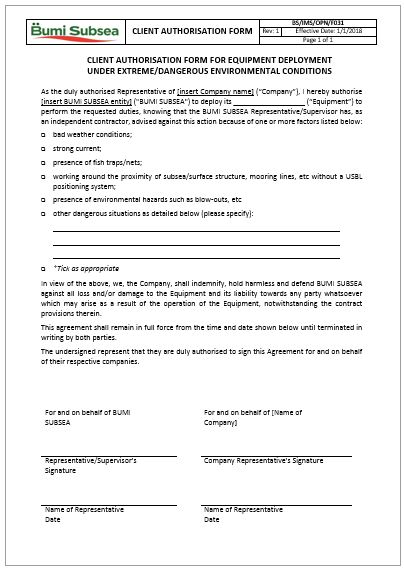 Bumi Subsea
CLIENT AUTHORISATION FORM
BS/IMS/OPN/F031
Rev: 1
Effective Date: 1/1/2018
Page 1 of 1
CLIENT AUTHORISATION FORM FOR EQUIPMENT DEPLOYMENT
UNDER EXTREME/DANGEROUS ENVIRONMENTAL CONDITIONS
As the duly authorised Representative of [insert Company name] ("Company"), I hereby authorise
[insert BUMI SUBSEA entity] ("BUMI SUBSEA") to deploy its ____________________ ("Equipment") to
perform the requested duties, knowing that the BUMI SUBSEA Representative/Supervisor has, as
an independent contractor, advised against this action because of one or more factors listed below:
bad weather conditions;
strong current;
presence of fish traps/nets;
working around the proximity of subsea/surface structure, mooring lines, etc without a USBL
positioning system;
presence of environmental hazards such as blow-outs, etc
other dangerous situations as detailed below (please specify):
*Tick as appropriate
In view of the above, we, the Company, shall indemnify, hold harmless and defend BUMI SUBSEA
against all loss and/or damage to the Equipment and its liability towards any party whatsoever
which may arise as a result of the operation of the Equipment, notwithstanding the contract
provisions therein.
This agreement shall remain in full force from the time and date shown below until terminated in
writing by both parties.
The undersigned represent that they are duly authorised to sign this Agreement for and on behalf
of their respective companies.
For and on behalf of BUMI
SUBSEA
For and on behalf of [Name of
Company]
Representative/Supervisor's
Signature
Company Representative's Signature
Name of Representative
Date
Name of Representative
Date